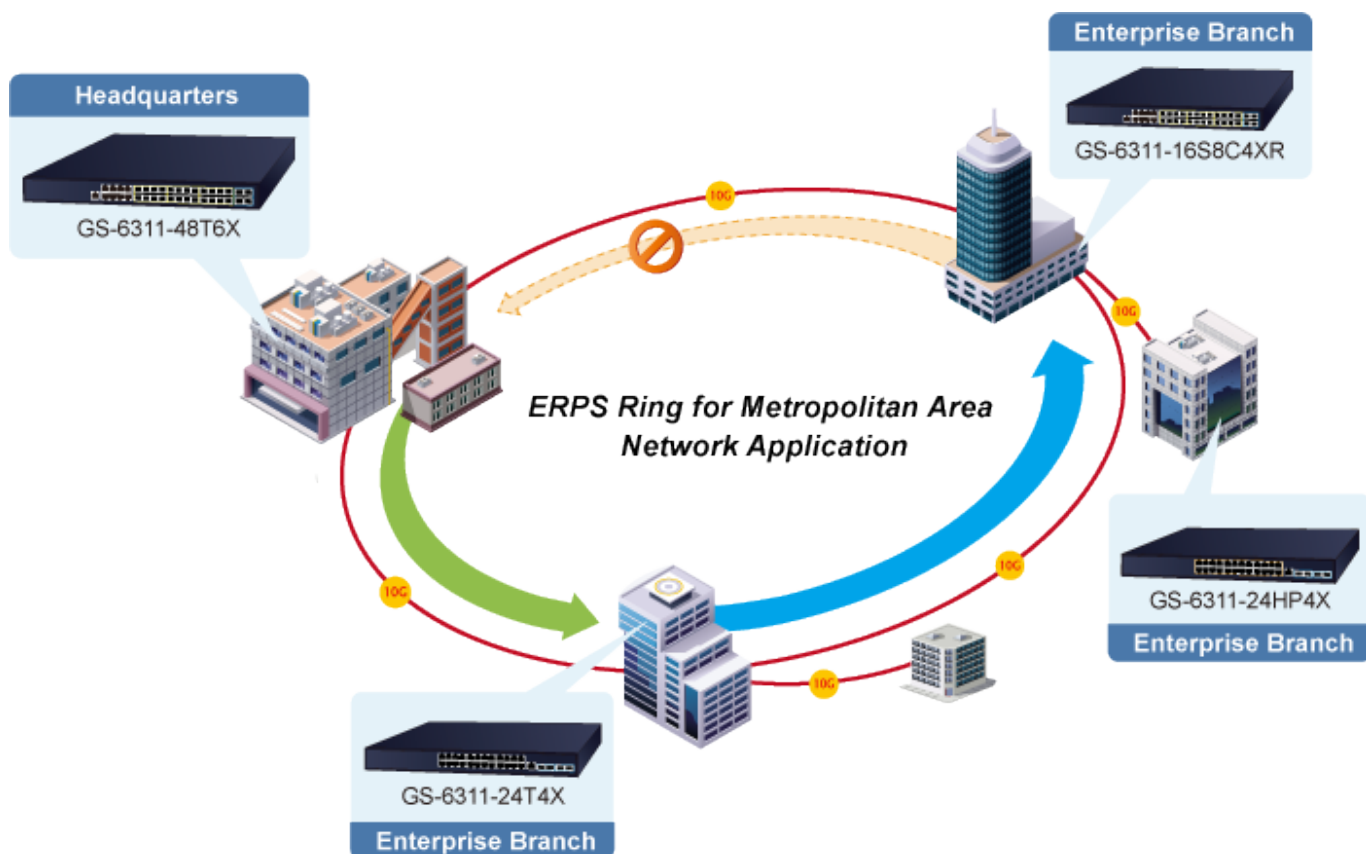 Enterprise Branch
GS-6311-16S8C4XR
Headquarters
GS-6311-48T6X
10G
10G
ERPS Ring for Metropolitan Area
Network Application
GS-6311-24HP4X
Enterprise Branch
10G
10G
10G
GS-6311-24T4X
Enterprise Branch